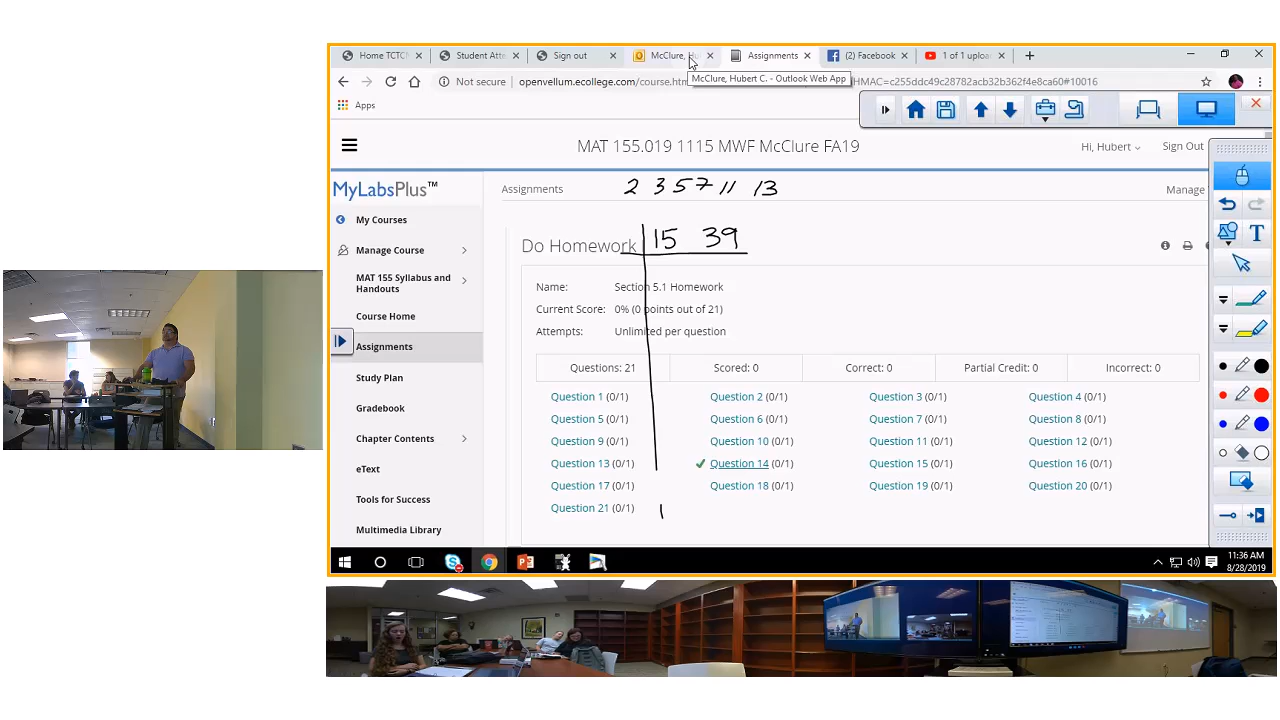 Home TCTC
Student Atte
Sign out
McClure, Hu
Assignments
(2) Facebook
1 of 1 uploa
Not secure
openvellum.ecollege.com/course.htm
HMAC=c255ddc49c28782acb32b362f4e8ca60#10016
McClure, Hubert C. - Outlook Web App
Apps
MAT 155.019 1115 MWF McClure FA19
Hi, Hubert
Sign Out
MyLabsPlus™
Assignments
2 3 5 7 11 13
Manage
My Courses
Manage Course
MAT 155 Syllabus and
Handouts
Course Home
Assignments
Study Plan
Gradebook
Chapter Contents
eText
Tools for Success
Multimedia Library
Do Homework
15 39
Name: Section 5.1 Homework
Current Score: 0% (0 points out of 21)
Attempts: Unlimited per question
Questions: 21 Scored: 0 Correct: 0 Partial Credit: 0 Incorrect: 0
Question 1 (0/1) Question 2 (0/1) Question 3 (0/1) Question 4 (0/1)
Question 5 (0/1) Question 6 (0/1) Question 7 (0/1) Question 8 (0/1)
Question 9 (0/1) Question 10 (0/1) Question 11 (0/1) Question 12 (0/1)
Question 13 (0/1) Question 14 (0/1) Question 15 (0/1) Question 16 (0/1)
Question 17 (0/1) Question 18 (0/1) Question 19 (0/1) Question 20 (0/1)
Question 21 (0/1)
T
11:36 AM
8/28/2019